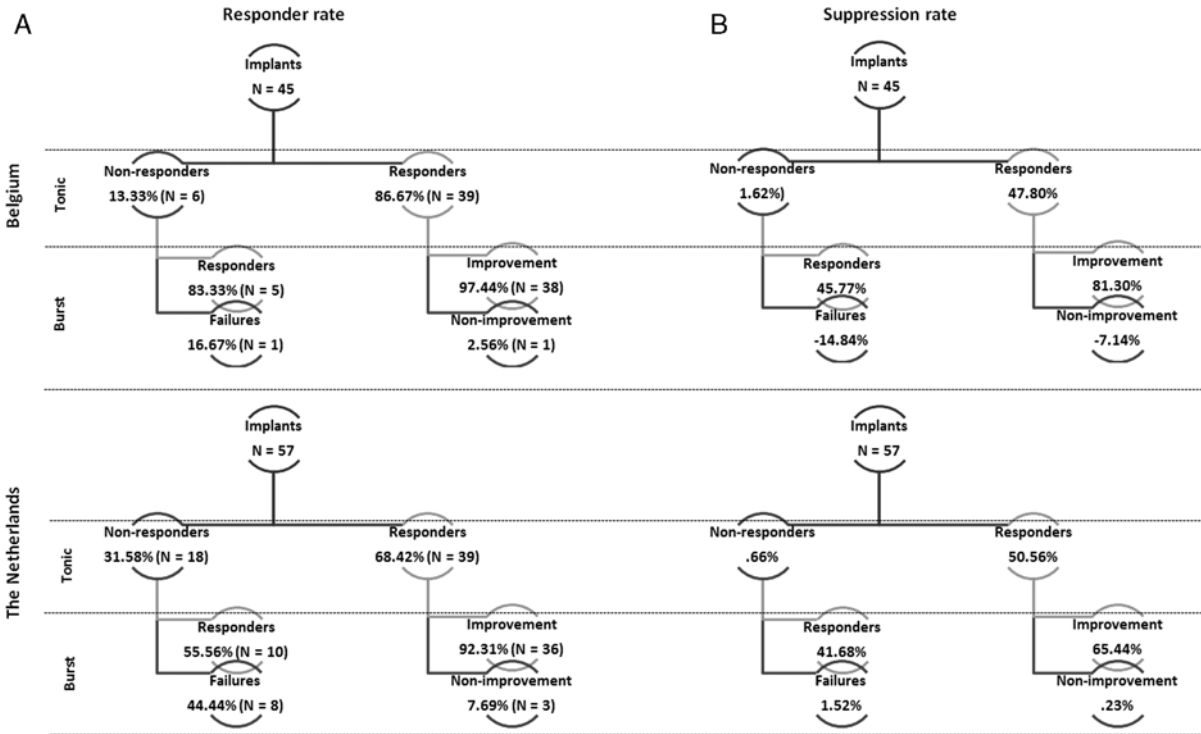 A
Responder rate
B
Suppression rate
Belgium
Implants
N = 45
Implants
N = 45
Tonic
Non-responders
13.33% (N = 6)
Responders
86.67% (N = 39)
Non-responders
1.62%)
Responders
47.80%
Burst
Responders
83.33% (N = 5)
Failures
16.67% (N = 1)
Improvement
97.44% (N = 38)
Non-improvement
2.56% (N = 1)
Responders
45.77%
Failures
-14.84%
Improvement
81.30%
Non-improvement
-7.14%
The Netherlands
Implants
N = 57
Implants
N = 57
Tonic
Non-responders
31.58% (N = 18)
Responders
68.42% (N = 39)
Non-responders
.66%
Responders
50.56%
Burst
Responders
55.56% (N = 10)
Failures
44.44% (N = 8)
Improvement
92.31% (N = 36)
Non-improvement
7.69% (N = 3)
Responders
41.68%
Failures
1.52%
Improvement
65.44%
Non-improvement
.23%